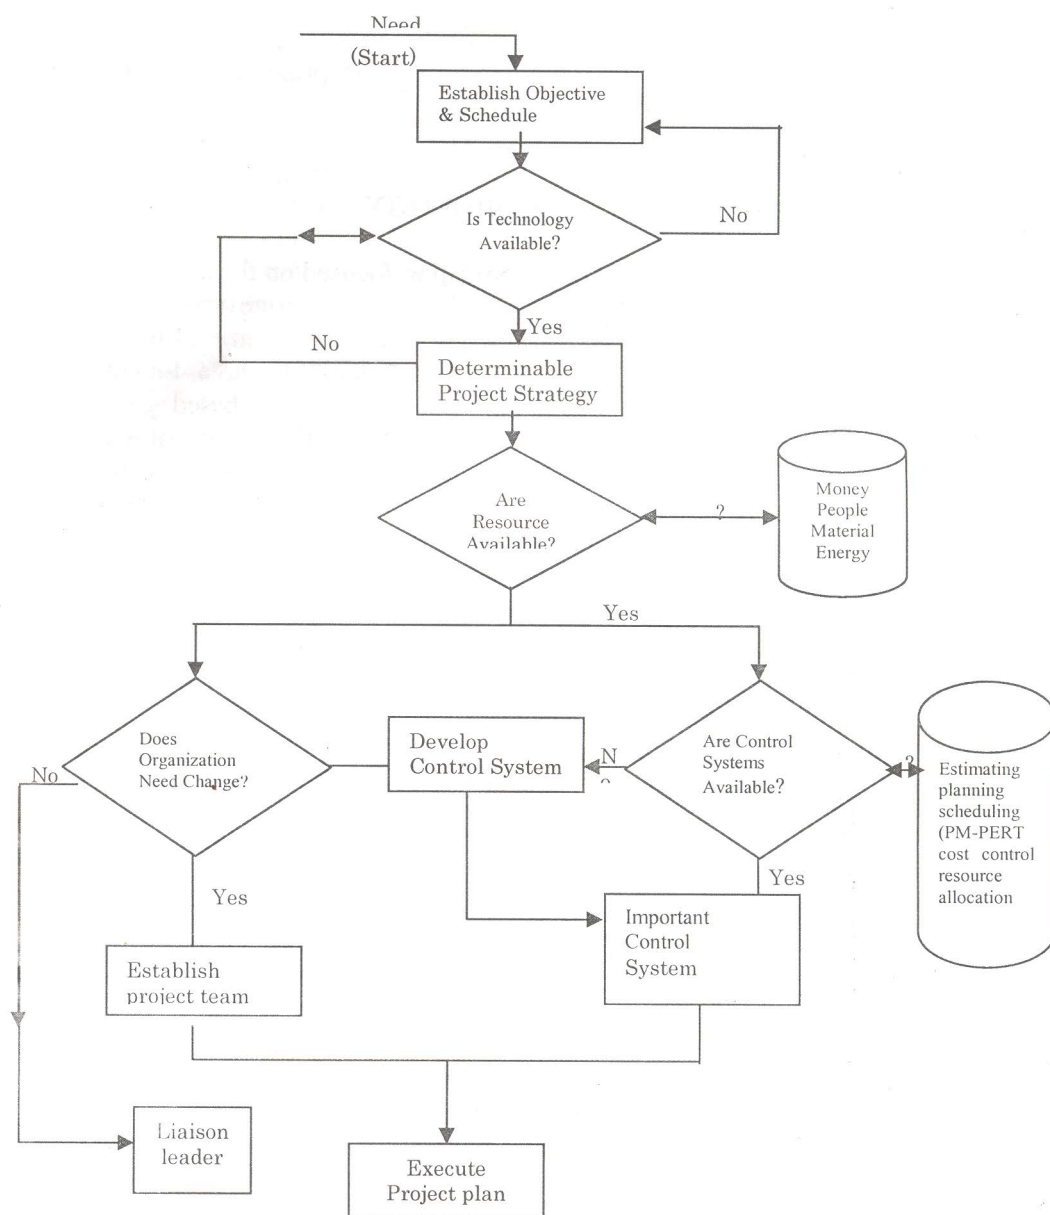 Need
(Start)
Establish Objective
& Schedule
Is Technology
Available?
No
Yes
No
Determinable
Project Strategy
Are
Resource
Available?
?
Money
People
Material
Energy
Yes
Does
Organization
Need Change?
No
Develop
Control System
N
Are Control
Systems
Available?
?
Estimating
planning
scheduling
(PM-PERT
cost control
resource
allocation
Yes
Yes
Important
Control
System
Establish
project team
Liaison
leader
Execute
Project plan